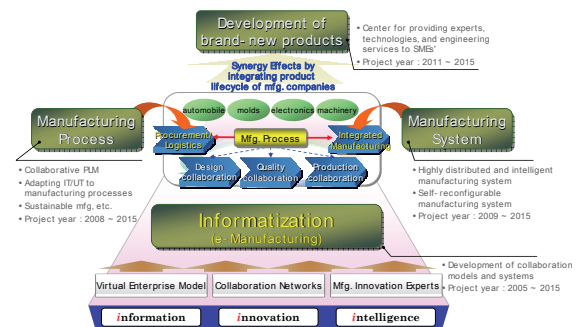 Development of
brand- new products
• Center for providing experts,
technologies, and engineering
services to SMEs'
• Project year : 2011 ~ 2015
Synergy Effects by
integrating product
lifecycle of mfg. companies
automobile
molds
electronics
machinery
Manufacturing
Process
Procurement/
Logistics
Mfg. Process
Integrated
Manufacturing
Manufacturing
System
Design
collaboration
Quality
collaboration
Production
collaboration
• Collaborative PLM
• Adapting IT/UT to
manufacturing processes
• Sustainable mfg, etc.
• Project year : 2008 ~ 2015
• Highly distributed and intelligent
manufacturing system
• Self- reconfigurable
manufacturing system
• Project year : 2009 ~ 2015
Informatization
(e- Manufacturing)
• Development of collaboration
models and systems
• Project year : 2005 ~ 2015
Virtual Enterprise Model
Collaboration Networks
Mfg. Innovation Experts
information
innovation
intelligence